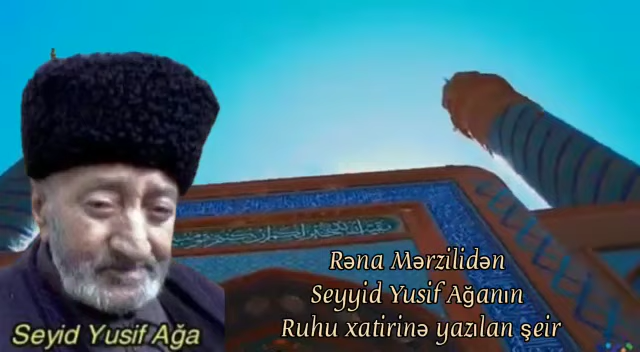 Rəna Mərzilidən
Seyyid Yusif Ağanın
Ruhu xatirinə yazılan şeir
Seyid Yusif Ağa